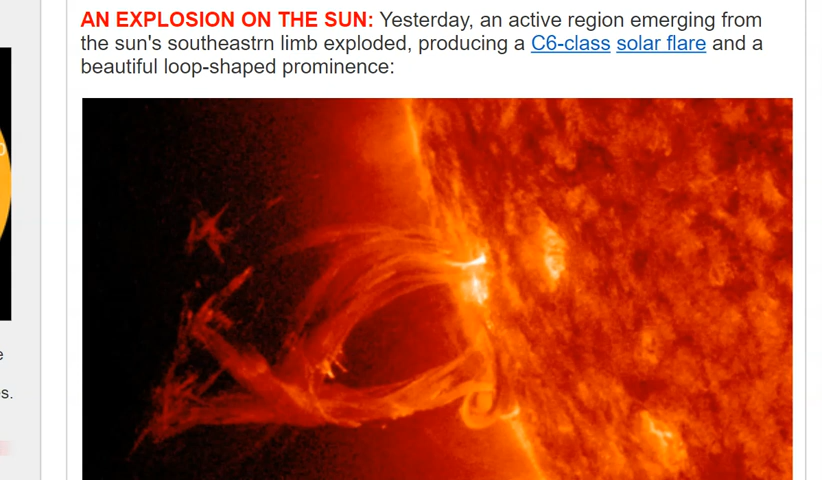 AN EXPLOSION ON THE SUN: Yesterday, an active region emerging from
the sun's southeastrn limb exploded, producing a C6-class solar flare and a
beautiful loop-shaped prominence: